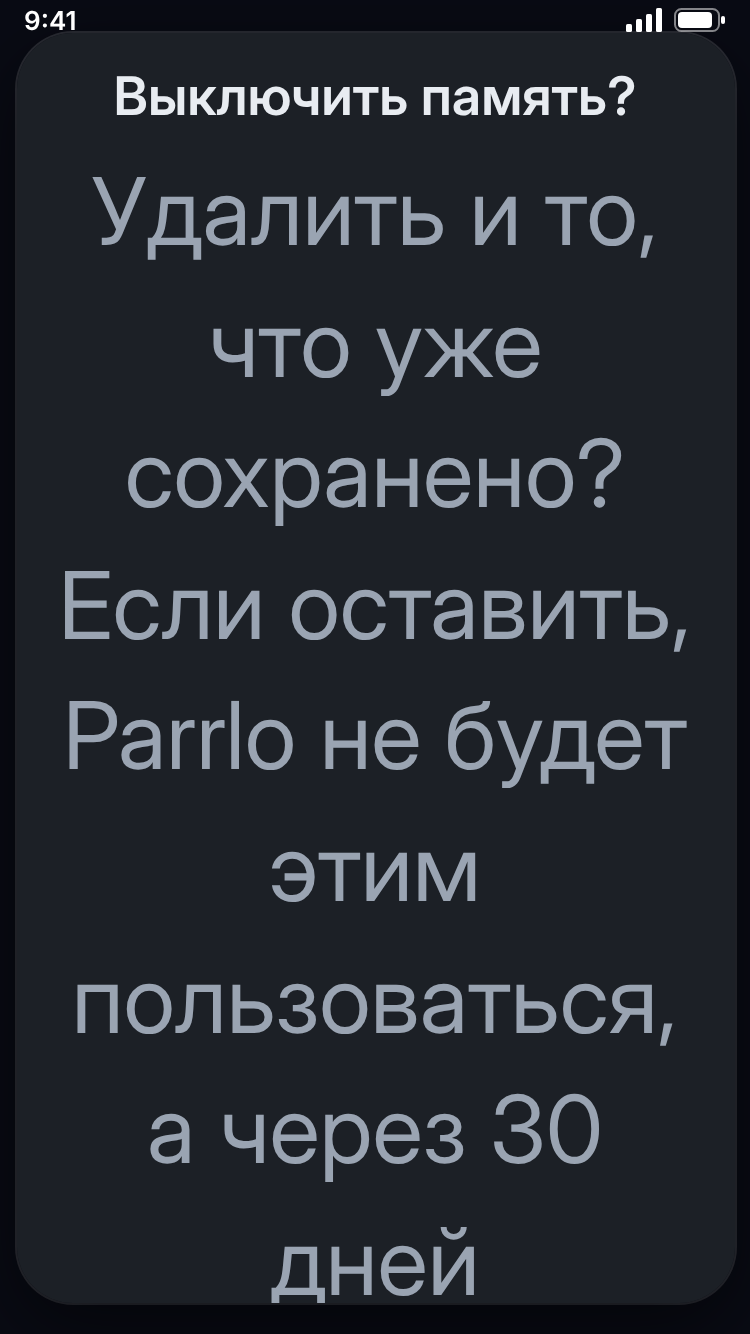 9:41
Выключить память?
Удалить и то,
что уже
сохранено?
Если оставить,
Parrlo не будет
этим
пользоваться,
а через 30
дней